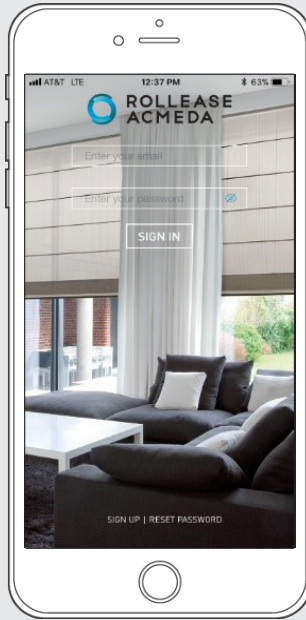 AT&T LTE 12:37 PM 63%
ROLLEASE
ACMEDA
Enter your email
Enter your password
SIGN IN
SIGN UP | RESET PASSWORD